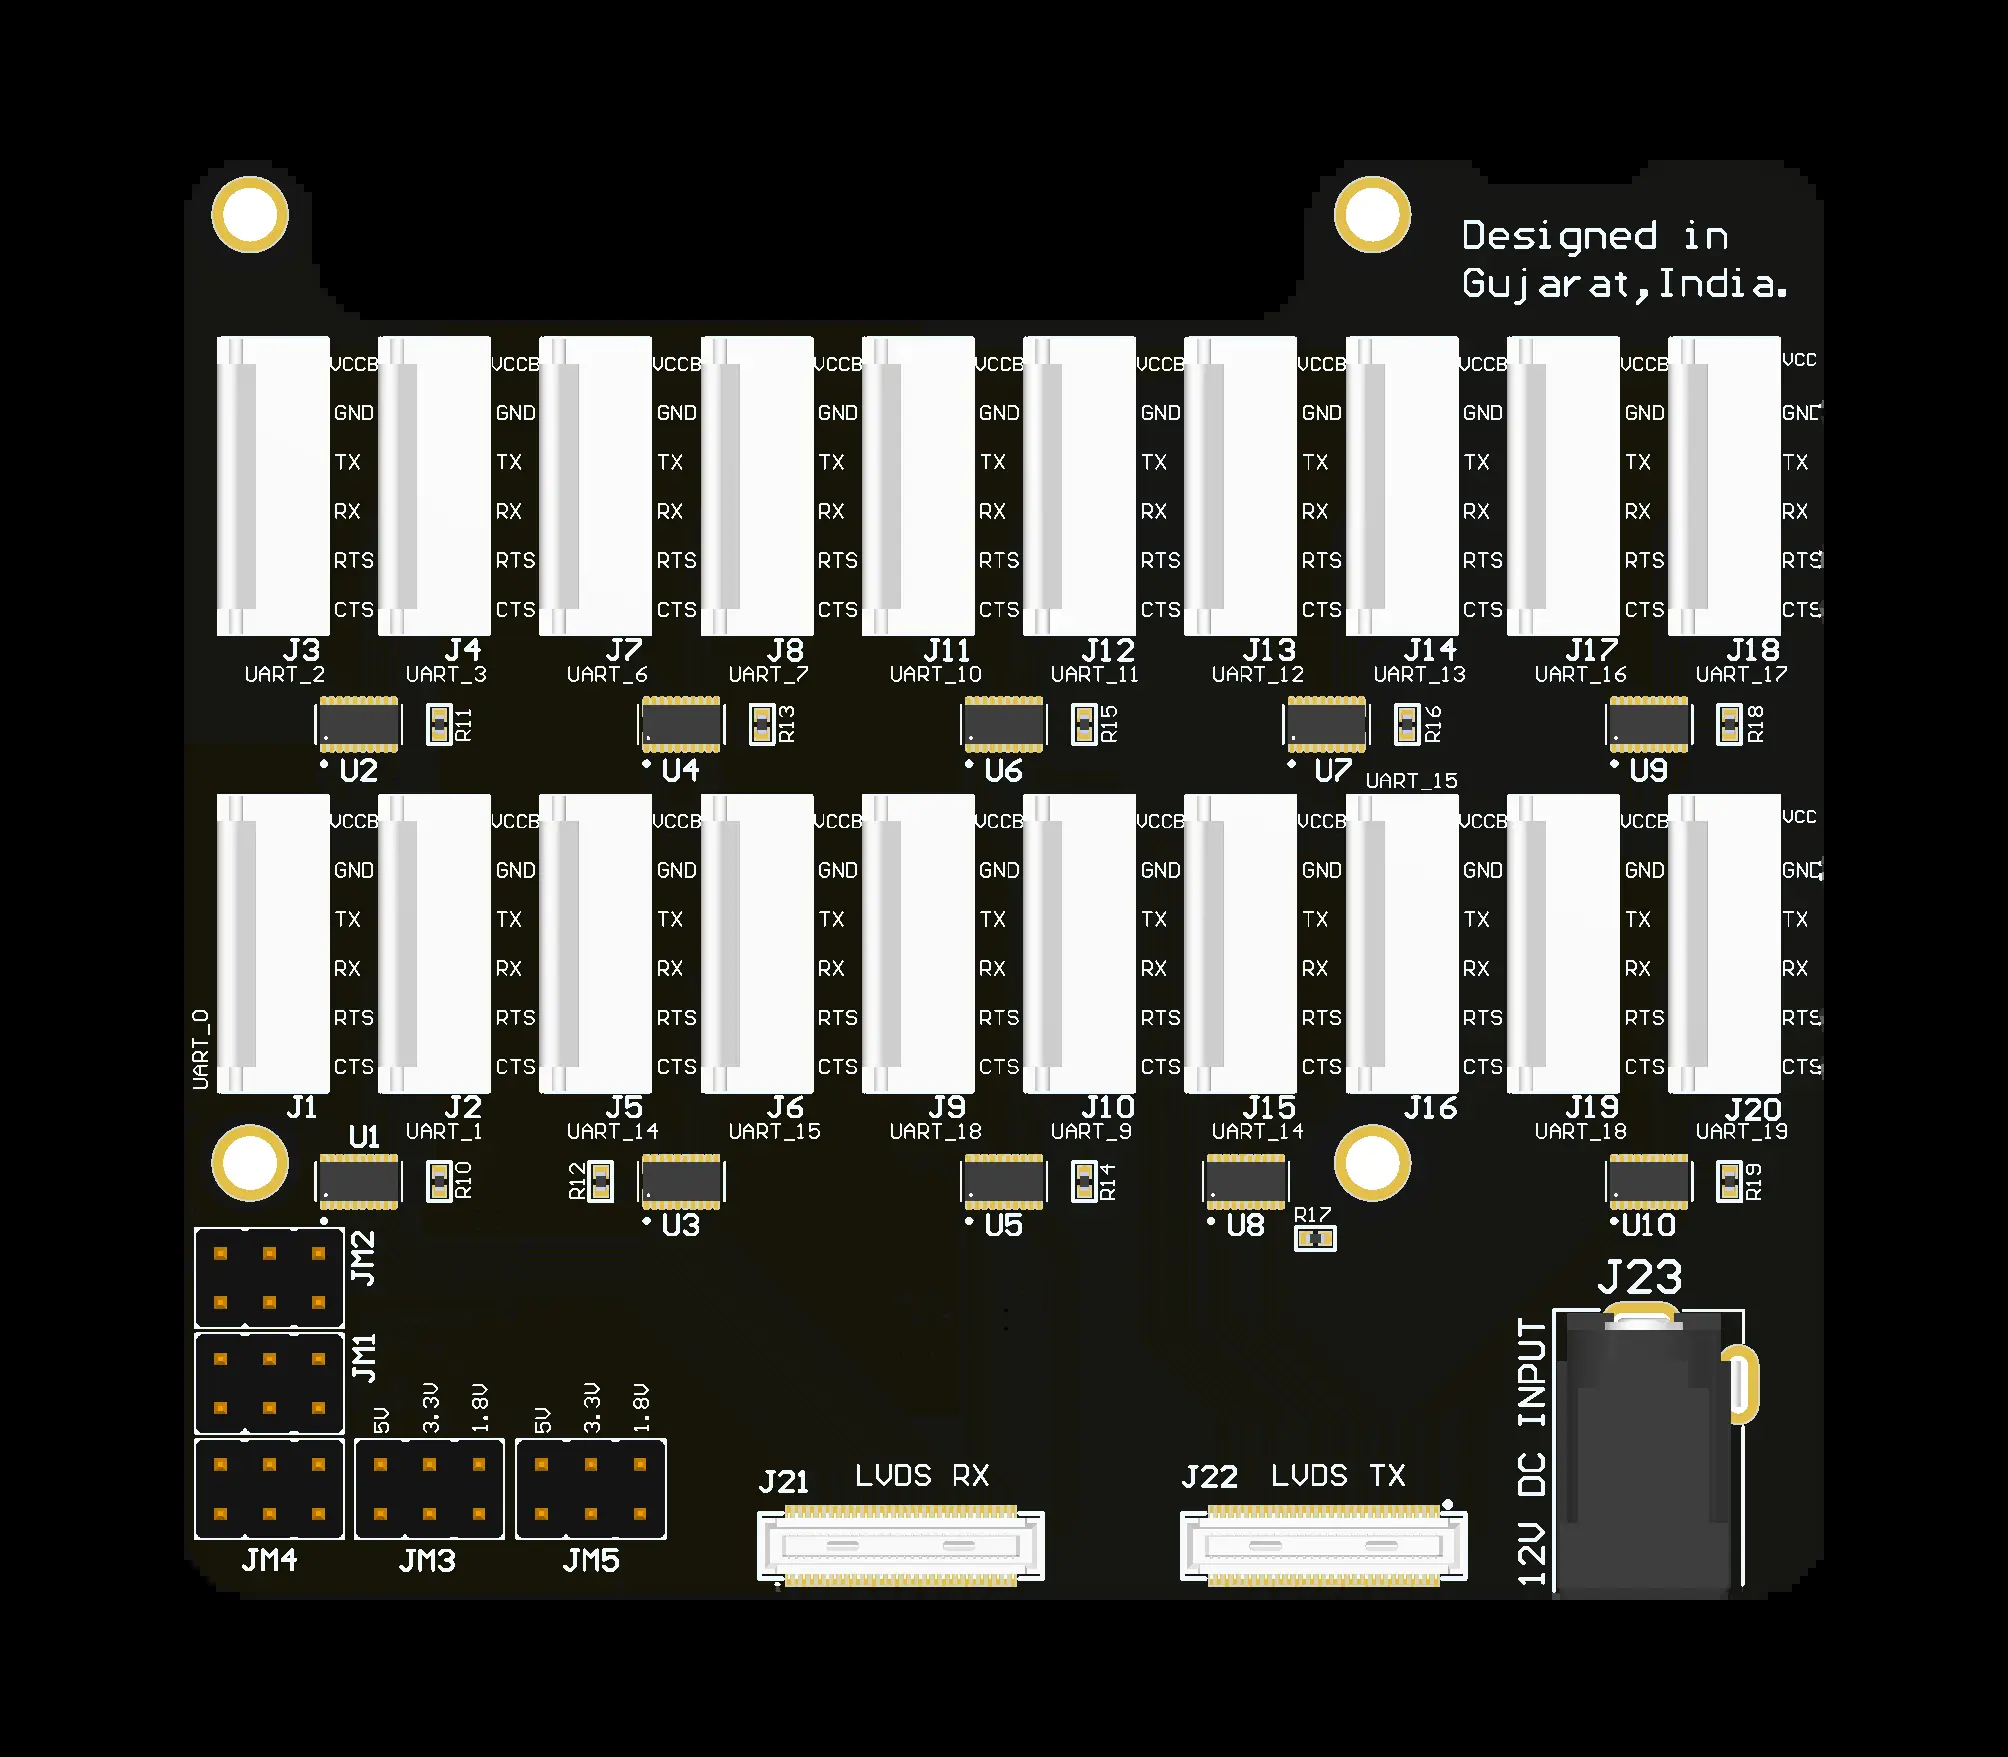 Designed in
Gujarat,India.
VCCB VCCB VCCB VCCB VCCB VCCB VCCB VCCB VCCB VCC
GND GND GND GND GND GND GND GND GND GND
TX TX TX TX TX TX TX TX TX TX
RX RX RX RX RX RX RX RX RX RX
RTS RTS RTS RTS RTS RTS RTS RTS RTS RTS
CTS CTS CTS CTS CTS CTS CTS CTS CTS CTS
J3 J4 J7 J8 J11 J12 J13 J14 J17 J18
UART_2 UART_3 UART_6 UART_7 UART_10 UART_11 UART_12 UART_13 UART_16 UART_17
R11 R13 R15 R16 R18
U2 U4 U6 U7 U9
UART_15
VCCB VCCB VCCB VCCB VCCB VCCB VCCB VCCB VCCB VCC
GND GND GND GND GND GND GND GND GND GND
TX TX TX TX TX TX TX TX TX TX
RX RX RX RX RX RX RX RX RX RX
RTS RTS RTS RTS RTS RTS RTS RTS RTS RTS
CTS CTS CTS CTS CTS CTS CTS CTS CTS CTS
UART_0
J1 J2 J5 J6 J9 J10 J15 J16 J19 J20
U1 UART_1 UART_14 UART_15 UART_18 UART_9 UART_14 UART_18 UART_19
R10 R12 R14 R19
U3 U5 U8 R17 U10
JM2
JM1
J23
12V DC INPUT
5V 3.3V 1.8V 5V 3.3V 1.8V
J21 LVDS RX J22 LVDS TX
JM4 JM3 JM5